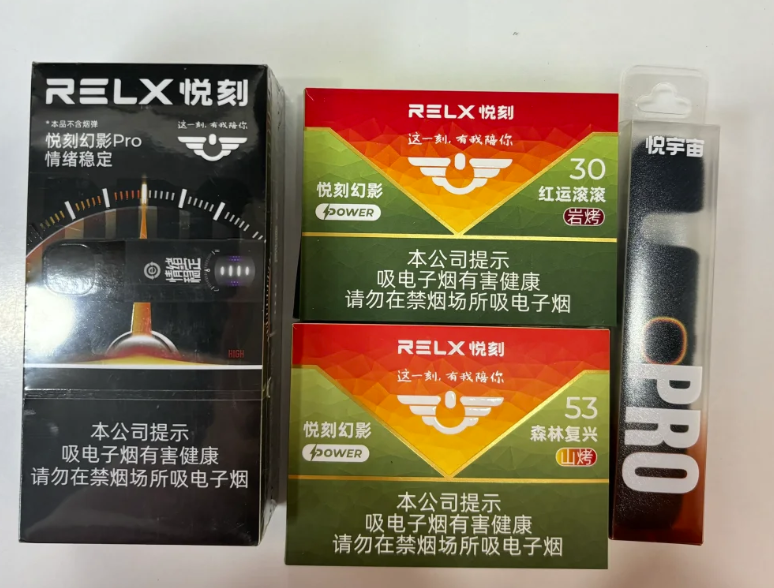 RELX悦刻
*本品不含烟弹
悦刻幻影Pro
情绪稳定
这一刻,有我陪你
情绪
稳定
HIGH
本公司提示
吸电子烟有害健康
请勿在禁烟场所吸电子烟
RELX悦刻
这一刻,有我陪你
悦刻幻影
POWER
30
红运滚滚
岩烤
本公司提示
吸电子烟有害健康
请勿在禁烟场所吸电子烟
RELX悦刻
这一刻,有我陪你
悦刻幻影
POWER
53
森林复兴
山烤
本公司提示
吸电子烟有害健康
请勿在禁烟场所吸电子烟
悦宇宙
PRO